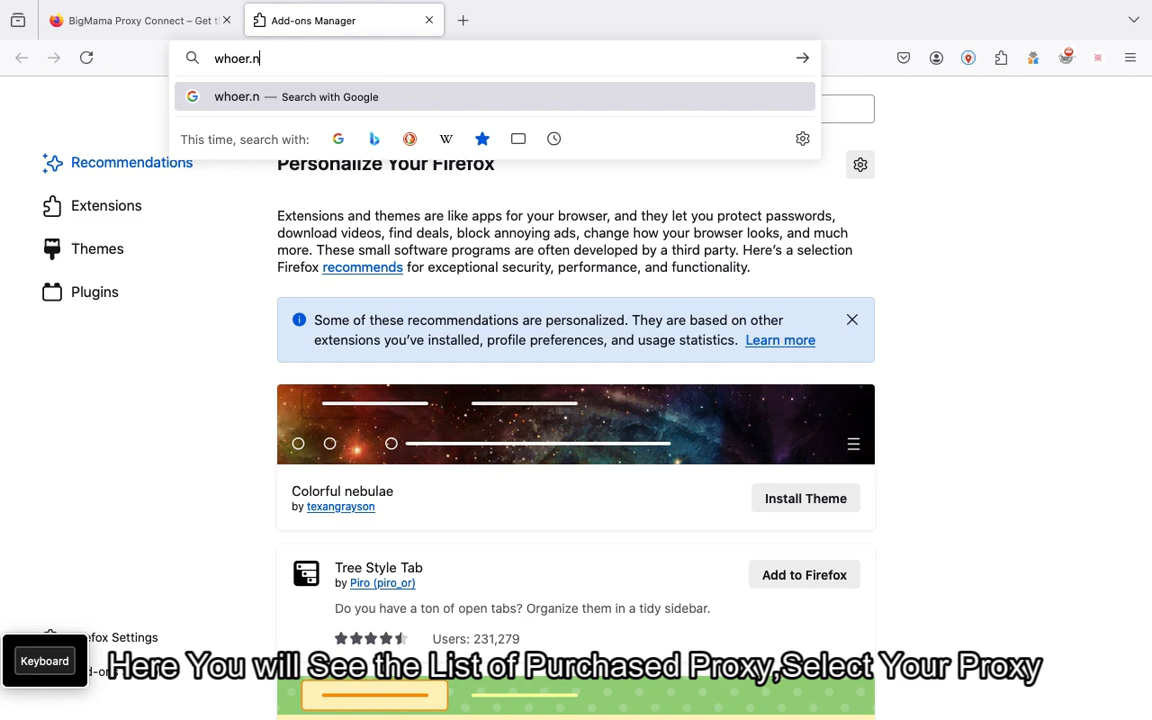 BigMama Proxy Connect – Get t
Add-ons Manager
whoer.n
whoer.n — Search with Google
This time, search with:
Personalize Your Firefox
Recommendations
Extensions
Themes
Plugins
Extensions and themes are like apps for your browser, and they let you protect passwords,
download videos, find deals, block annoying ads, change how your browser looks, and much
more. These small software programs are often developed by a third party. Here's a selection
Firefox recommends for exceptional security, performance, and functionality.
Some of these recommendations are personalized. They are based on other
extensions you've installed, profile preferences, and usage statistics. Learn more
Colorful nebulae
by texangrayson
Install Theme
Tree Style Tab
by Piro (piro_or)
Add to Firefox
Do you have a ton of open tabs? Organize them in a tidy sidebar.
Users: 231,279
efox Settings
Keyboard
Here You will See the List of Purchased Proxy,Select Your Proxy